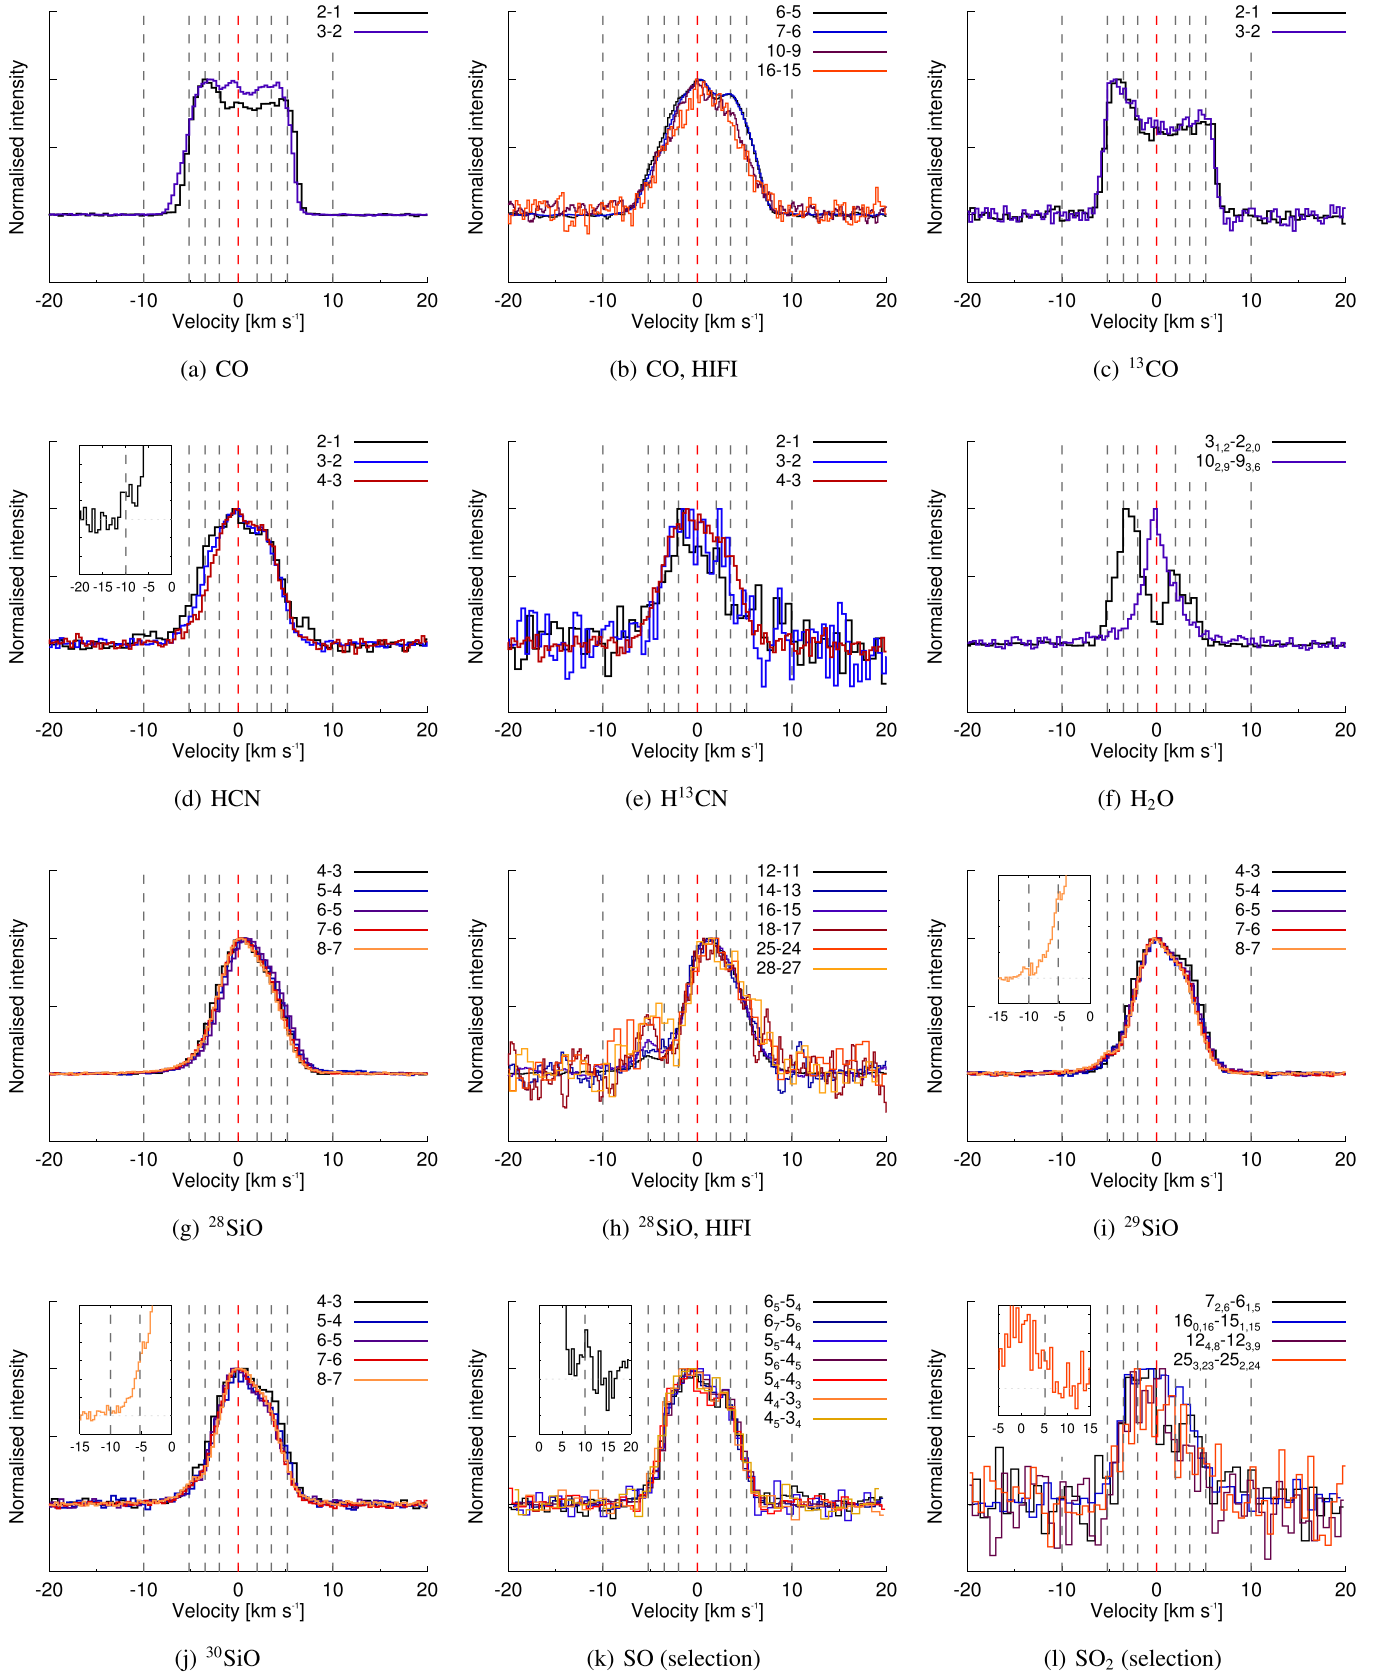 2-1
3-2
Normalised intensity
-20 -10 0 10 20
Velocity [km s⁻¹]
(a) CO
6-5
7-6
10-9
16-15
Normalised intensity
-20 -10 0 10 20
Velocity [km s⁻¹]
(b) CO, HIFI
2-1
3-2
Normalised intensity
-20 -10 0 10 20
Velocity [km s⁻¹]
(c) ¹³CO
2-1
3-2
4-3
-20 -15 -10 -5 0
Normalised intensity
-20 -10 0 10 20
Velocity [km s⁻¹]
(d) HCN
2-1
3-2
4-3
Normalised intensity
-20 -10 0 10 20
Velocity [km s⁻¹]
(e) H¹³CN
3₁,₂-2₂,₀
10₂,₉-9₃,₆
Normalised intensity
-20 -10 0 10 20
Velocity [km s⁻¹]
(f) H₂O
4-3
5-4
6-5
7-6
8-7
Normalised intensity
-20 -10 0 10 20
Velocity [km s⁻¹]
(g) ²⁸SiO
12-11
14-13
16-15
18-17
25-24
28-27
Normalised intensity
-20 -10 0 10 20
Velocity [km s⁻¹]
(h) ²⁸SiO, HIFI
4-3
5-4
6-5
7-6
8-7
-15 -10 -5 0
Normalised intensity
-20 -10 0 10 20
Velocity [km s⁻¹]
(i) ²⁹SiO
4-3
5-4
6-5
7-6
8-7
-15 -10 -5 0
Normalised intensity
-20 -10 0 10 20
Velocity [km s⁻¹]
(j) ³⁰SiO
6₅-5₄
6₇-5₆
5₅-4₄
5₆-4₅
5₄-4₃
4₄-3₃
4₅-3₄
0 5 10 15 20
Normalised intensity
-20 -10 0 10 20
Velocity [km s⁻¹]
(k) SO (selection)
7₂,₆-6₁,₅
16₀,₁₆-15₁,₁₅
12₄,₈-12₃,₉
25₃,₂₃-25₂,₂₄
-5 0 5 10 15
Normalised intensity
-20 -10 0 10 20
Velocity [km s⁻¹]
(l) SO₂ (selection)